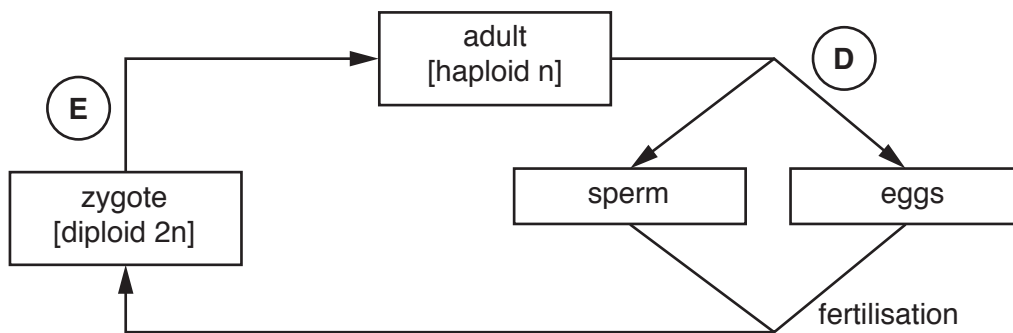 adult
[haploid n]
D
E
zygote
[diploid 2n]
sperm
eggs
fertilisation